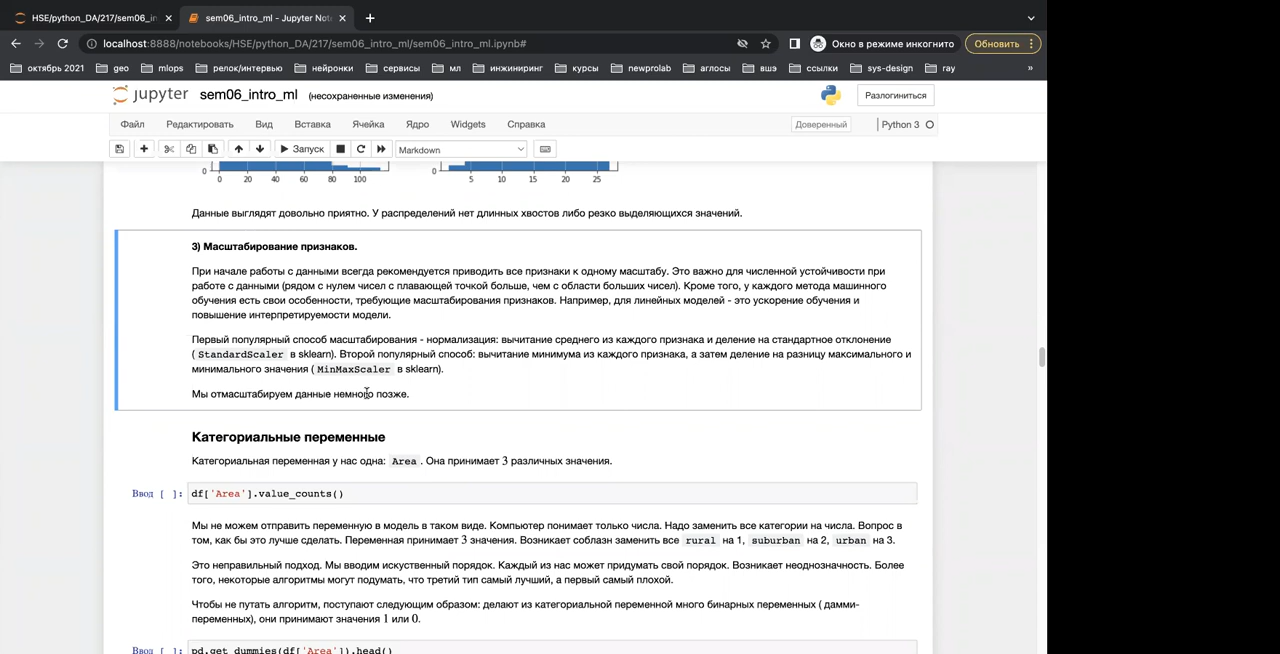 HSE/python_DA/217/sem06_in
sem06_intro_ml - Jupyter Not
localhost:8888/notebooks/HSE/python_DA/217/sem06_intro_ml/sem06_intro_ml.ipynb#
Окно в режиме инкогнито
Обновить
октябрь 2021 geo mlops релок/интервью нейронки сервисы мл инжиниринг курсы newprolab аглосы вшэ ссылки sys-design ray »
jupyter sem06_intro_ml (несохраненные изменения) Разлогиниться
Файл Редактировать Вид Вставка Ячейка Ядро Widgets Справка Доверенный Python 3
Запуск Markdown
0 0
0 20 40 60 80 100 5 10 15 20 25
Данные выглядят довольно приятно. У распределений нет длинных хвостов либо резко выделяющихся значений.
3) Масштабирование признаков.
При начале работы с данными всегда рекомендуется приводить все признаки к одному масштабу. Это важно для численной устойчивости при
работе с данными (рядом с нулем чисел с плавающей точкой больше, чем с области больших чисел). Кроме того, у каждого метода машинного
обучения есть свои особенности, требующие масштабирования признаков. Например, для линейных моделей - это ускорение обучения и
повышение интерпретируемости модели.
Первый популярный способ масштабирования - нормализация: вычитание среднего из каждого признака и деление на стандартное отклонение
( StandardScaler в sklearn). Второй популярный способ: вычитание минимума из каждого признака, а затем деление на разницу максимального и
минимального значения ( MinMaxScaler в sklearn).
Мы отмасштабируем данные немного позже.
Категориальные переменные
Категориальная переменная у нас одна: Area . Она принимает 3 различных значения.
Ввод [ ]: df['Area'].value_counts()
Мы не можем отправить переменную в модель в таком виде. Компьютер понимает только числа. Надо заменить все категории на числа. Вопрос в
том, как бы это лучше сделать. Переменная принимает 3 значения. Возникает соблазн заменить все rural на 1, suburban на 2, urban на 3.
Это неправильный подход. Мы вводим искуственный порядок. Каждый из нас может придумать свой порядок. Возникает неоднозначность. Более
того, некоторые алгоритмы могут подумать, что третий тип самый лучший, а первый самый плохой.
Чтобы не путать алгоритм, поступают следующим образом: делают из категориальной переменной много бинарных переменных ( дамми-
переменных), они принимают значения 1 или 0.
Ввод [ ]: pd.get_dummies(df['Area']).head()